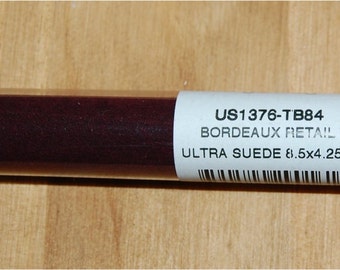 US1376-TB84
BORDEAUX RETAIL
ULTRA SUEDE 8.5x4.25